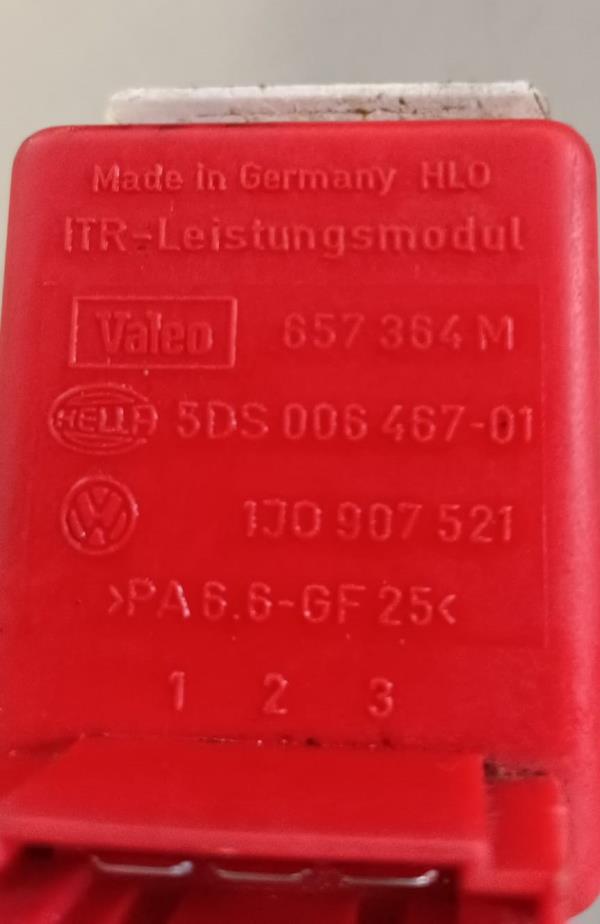 Made in Germany HLO
ITR-Leistungsmodul
Valeo 657 364 M
HELLA 5DS 006 467-01
VW 1J0 907 521
>PA 6.6-GF 25<
1 2 3